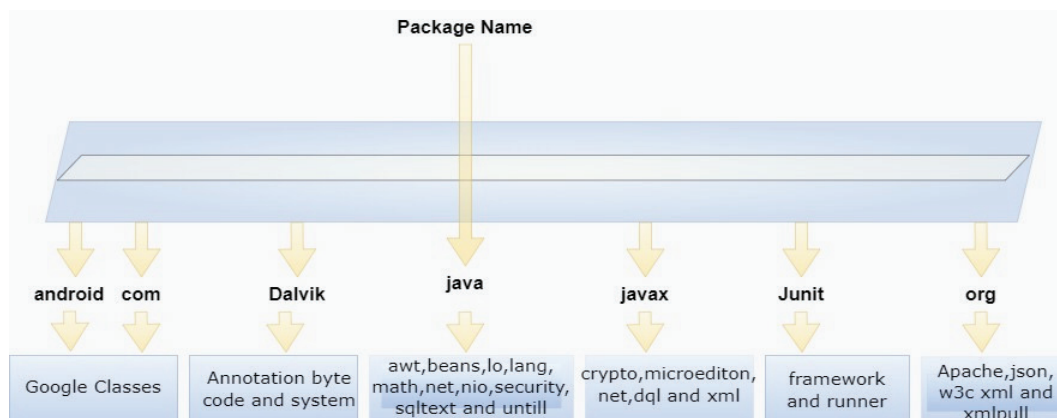 Package Name
android com Dalvik java javax Junit org
Google Classes
Annotation byte
code and system
awt,beans,lo,lang,
math,net,nio,security,
sqltext and untill
crypto,microediton,
net,dql and xml
framework
and runner
Apache,json,
w3c xml and
xmlpull